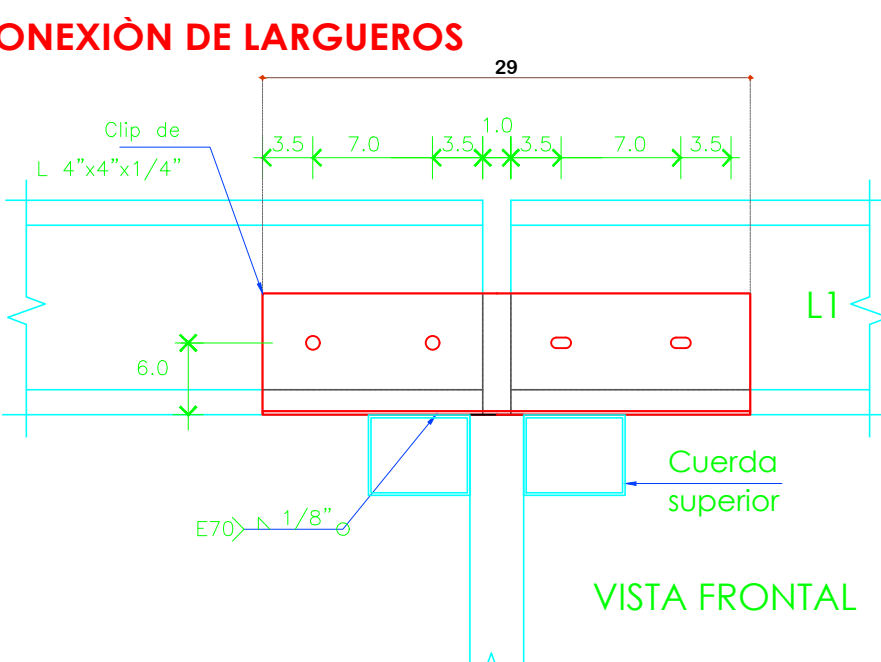 ONEXIÒN DE LARGUEROS
29
1.0
3.5 7.0 3.5 3.5 7.0 3.5
Clip de
L 4"x4"x1/4"
L1
6.0
Cuerda
superior
E70 1/8"
VISTA FRONTAL